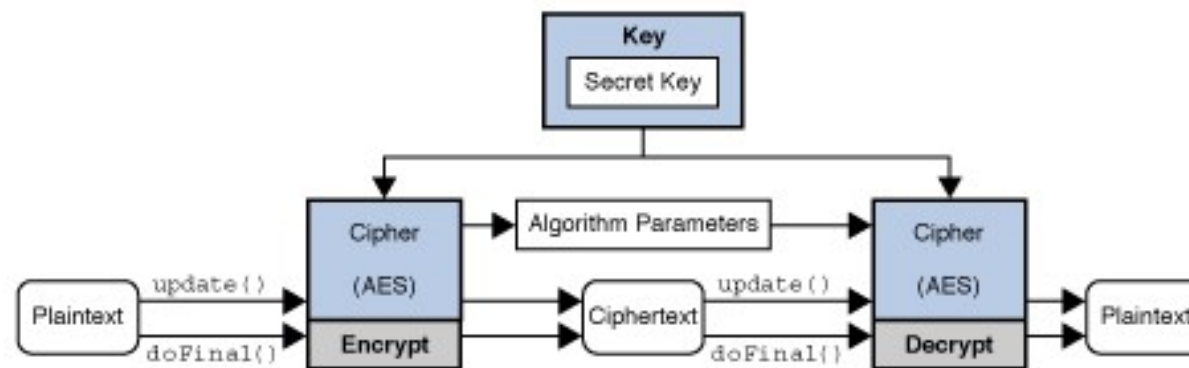 Key
Secret Key
Cipher
(AES)
Encrypt
Algorithm Parameters
Cipher
(AES)
Decrypt
Plaintext
update()
doFinal()
Ciphertext
update()
doFinal()
Plaintext